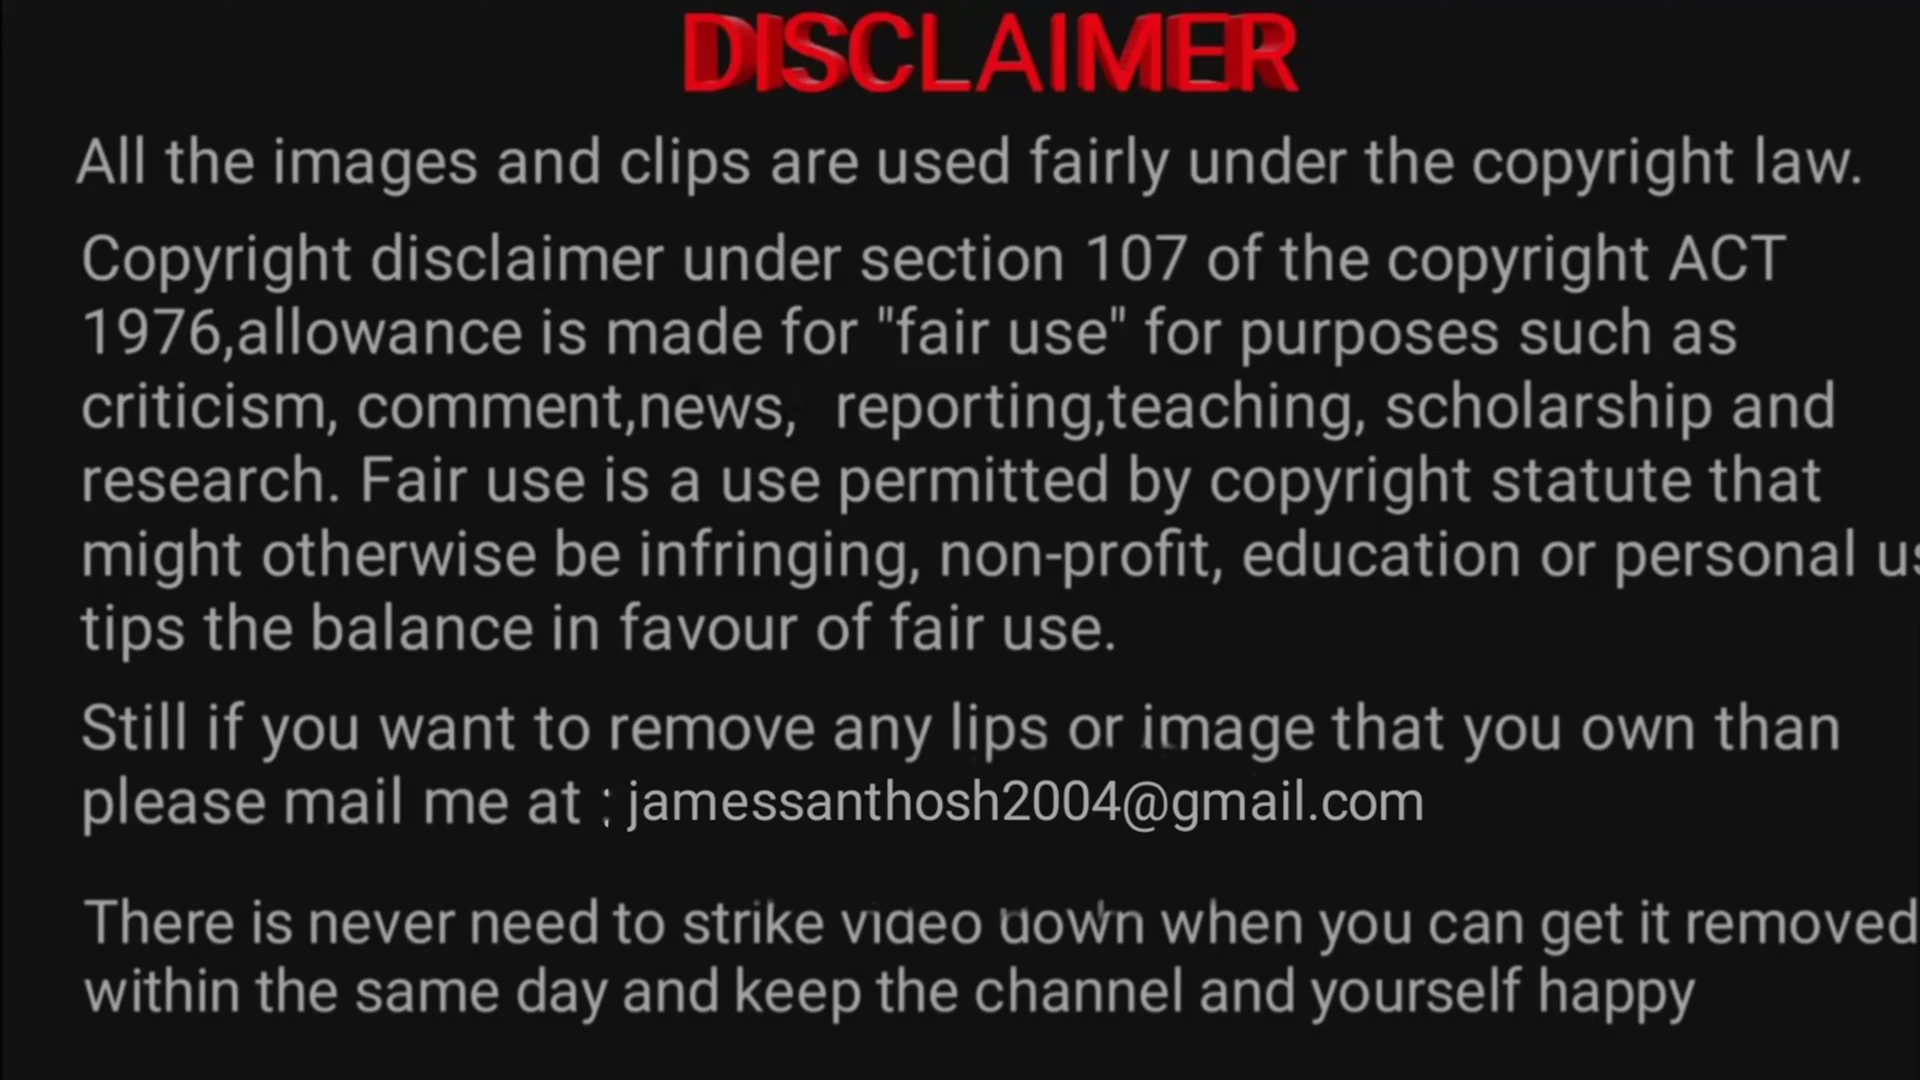 DISCLAIMER
All the images and clips are used fairly under the copyright law.
Copyright disclaimer under section 107 of the copyright ACT
1976,allowance is made for "fair use" for purposes such as
criticism, comment,news, reporting,teaching, scholarship and
research. Fair use is a use permitted by copyright statute that
might otherwise be infringing, non-profit, education or personal us
tips the balance in favour of fair use.
Still if you want to remove any lips or image that you own than
please mail me at : jamessanthosh2004@gmail.com
There is never need to strike video down when you can get it removed
within the same day and keep the channel and yourself happy